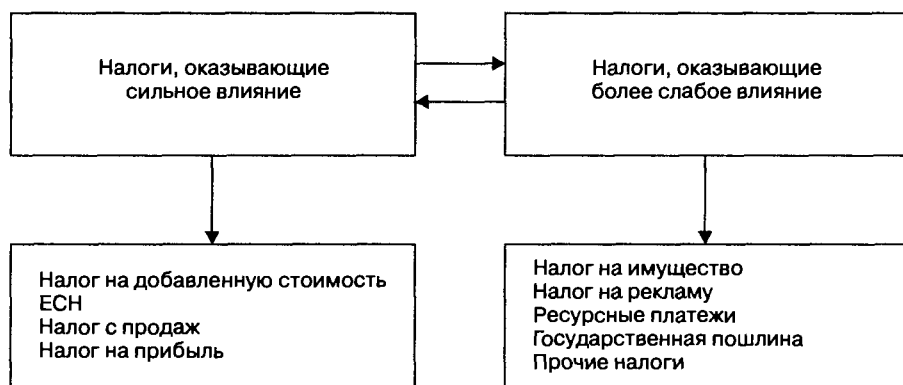 Налоги, оказывающие
сильное влияние
Налоги, оказывающие
более слабое влияние
Налог на добавленную стоимость
ЕСН
Налог с продаж
Налог на прибыль
Налог на имущество
Налог на рекламу
Ресурсные платежи
Государственная пошлина
Прочие налоги